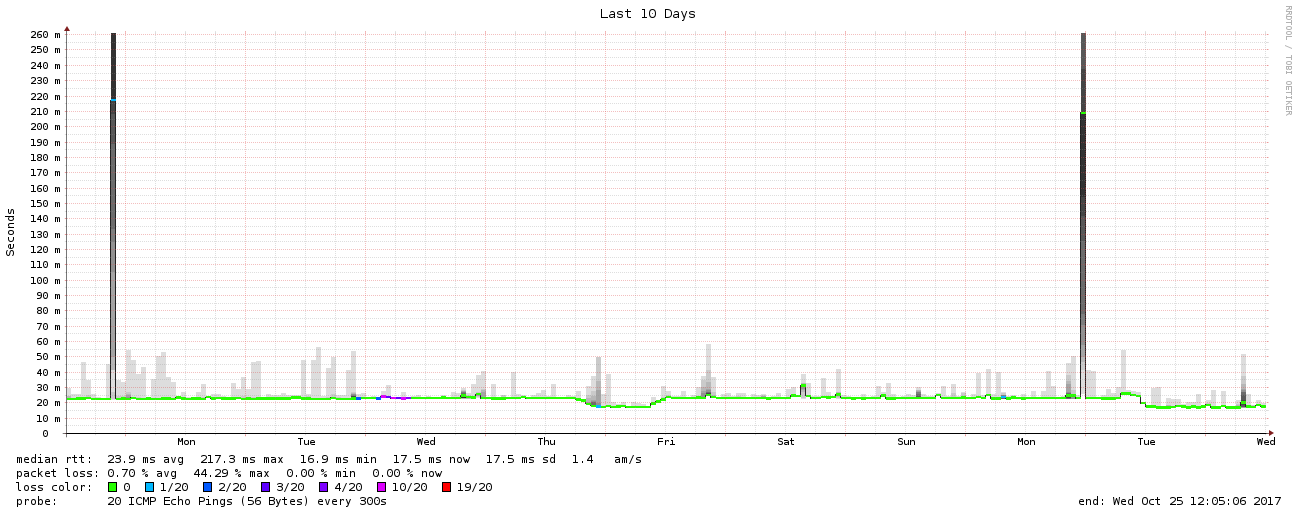 Last 10 Days
RRDTOOL / TOBI OETIKER
Seconds
260 m
250 m
240 m
230 m
220 m
210 m
200 m
190 m
180 m
170 m
160 m
150 m
140 m
130 m
120 m
110 m
100 m
90 m
80 m
70 m
60 m
50 m
40 m
30 m
20 m
10 m
0
Mon Tue Wed Thu Fri Sat Sun Mon Tue Wed
median rtt: 23.9 ms avg 217.3 ms max 16.9 ms min 17.5 ms now 17.5 ms sd 1.4 am/s
packet loss: 0.70 % avg 44.29 % max 0.00 % min 0.00 % now
loss color: 0 1/20 2/20 3/20 4/20 10/20 19/20
probe: 20 ICMP Echo Pings (56 Bytes) every 300s end: Wed Oct 25 12:05:06 2017